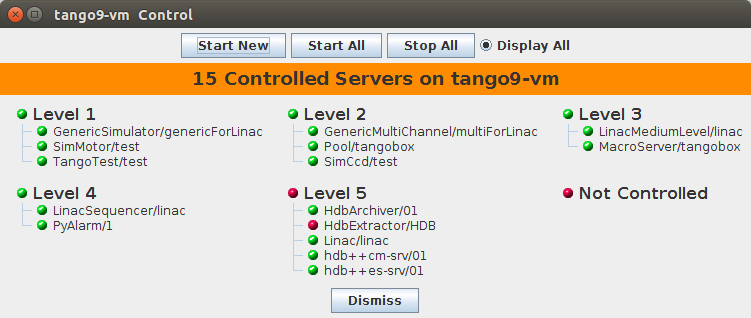 tango9-vm Control
Start New Start All Stop All Display All
15 Controlled Servers on tango9-vm
Level 1
GenericSimulator/genericForLinac
SimMotor/test
TangoTest/test
Level 2
GenericMultiChannel/multiForLinac
Pool/tangobox
SimCcd/test
Level 3
LinacMediumLevel/linac
MacroServer/tangobox
Level 4
LinacSequencer/linac
PyAlarm/1
Level 5
HdbArchiver/01
HdbExtractor/HDB
Linac/linac
hdb++cm-srv/01
hdb++es-srv/01
Not Controlled
Dismiss